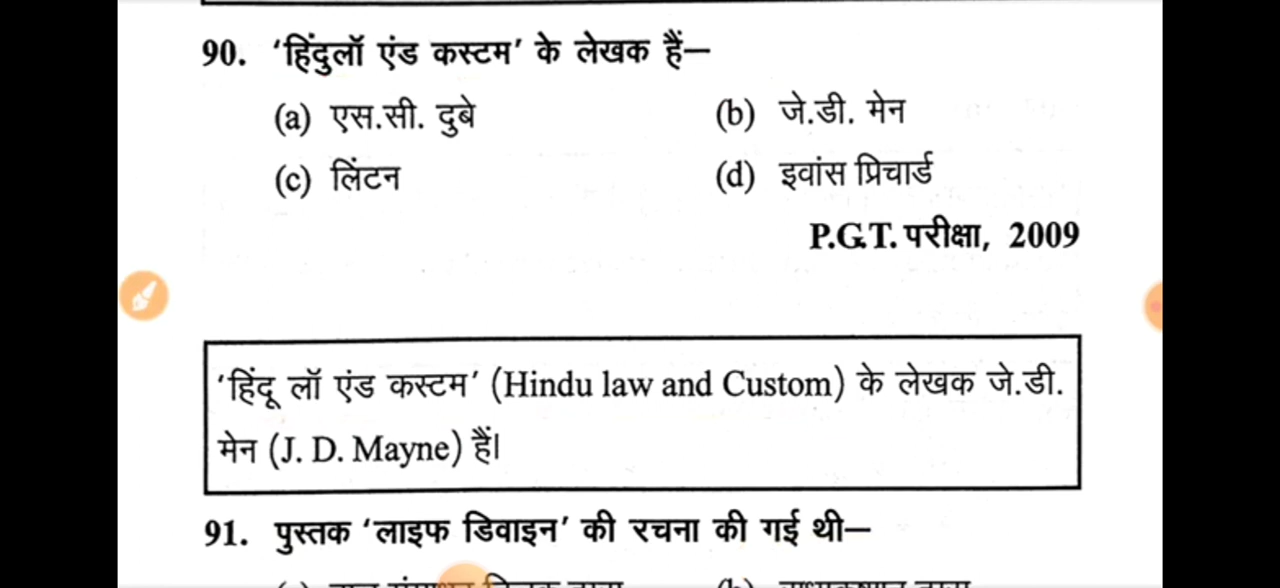 90. ‘हिंदुलॉ एंड कस्टम’ के लेखक हैं–
(a) एस.सी. दुबे (b) जे.डी. मेन
(c) लिंटन (d) इवांस प्रिचार्ड
P.G.T. परीक्षा, 2009
‘हिंदू लॉ एंड कस्टम’ (Hindu law and Custom) के लेखक जे.डी.
मेन (J. D. Mayne) हैं।
91. पुस्तक ‘लाइफ डिवाइन’ की रचना की गई थी–